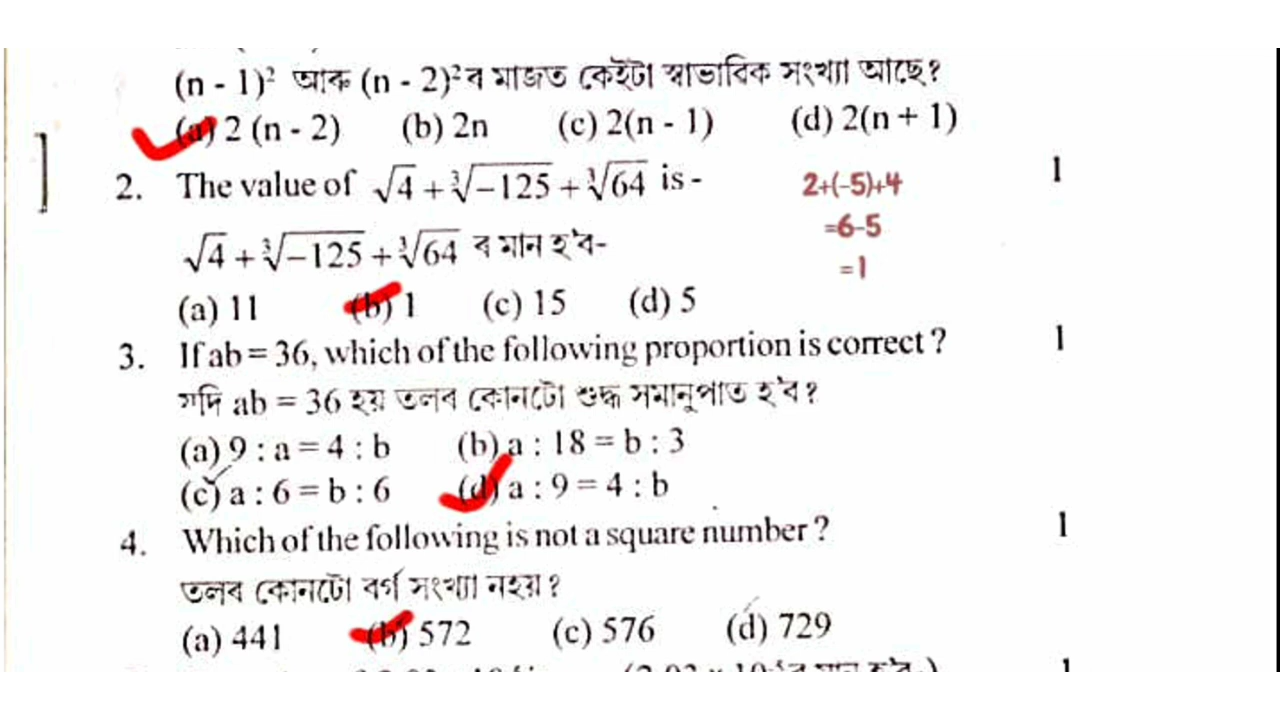 (n - 1)² আৰু (n - 2)²ৰ মাজত কেইটা স্বাভাৱিক সংখ্যা আছে?
(a) 2 (n - 2) (b) 2n (c) 2(n - 1) (d) 2(n + 1)
2. The value of √4 + ∛−125 + ∛64 is - 1
2+(-5)+4
=6-5
=1
√4 + ∛−125 + ∛64 ৰ মান হ'ব-
(a) 11 (b) 1 (c) 15 (d) 5
3. If ab = 36, which of the following proportion is correct ? 1
যদি ab = 36 হয় তলৰ কোনটো শুদ্ধ সমানুপাত হ'ব ?
(a) 9 : a = 4 : b (b) a : 18 = b : 3
(c) a : 6 = b : 6 (d) a : 9 = 4 : b
4. Which of the following is not a square number ? 1
তলৰ কোনটো বৰ্গ সংখ্যা নহয় ?
(a) 441 (b) 572 (c) 576 (d) 729